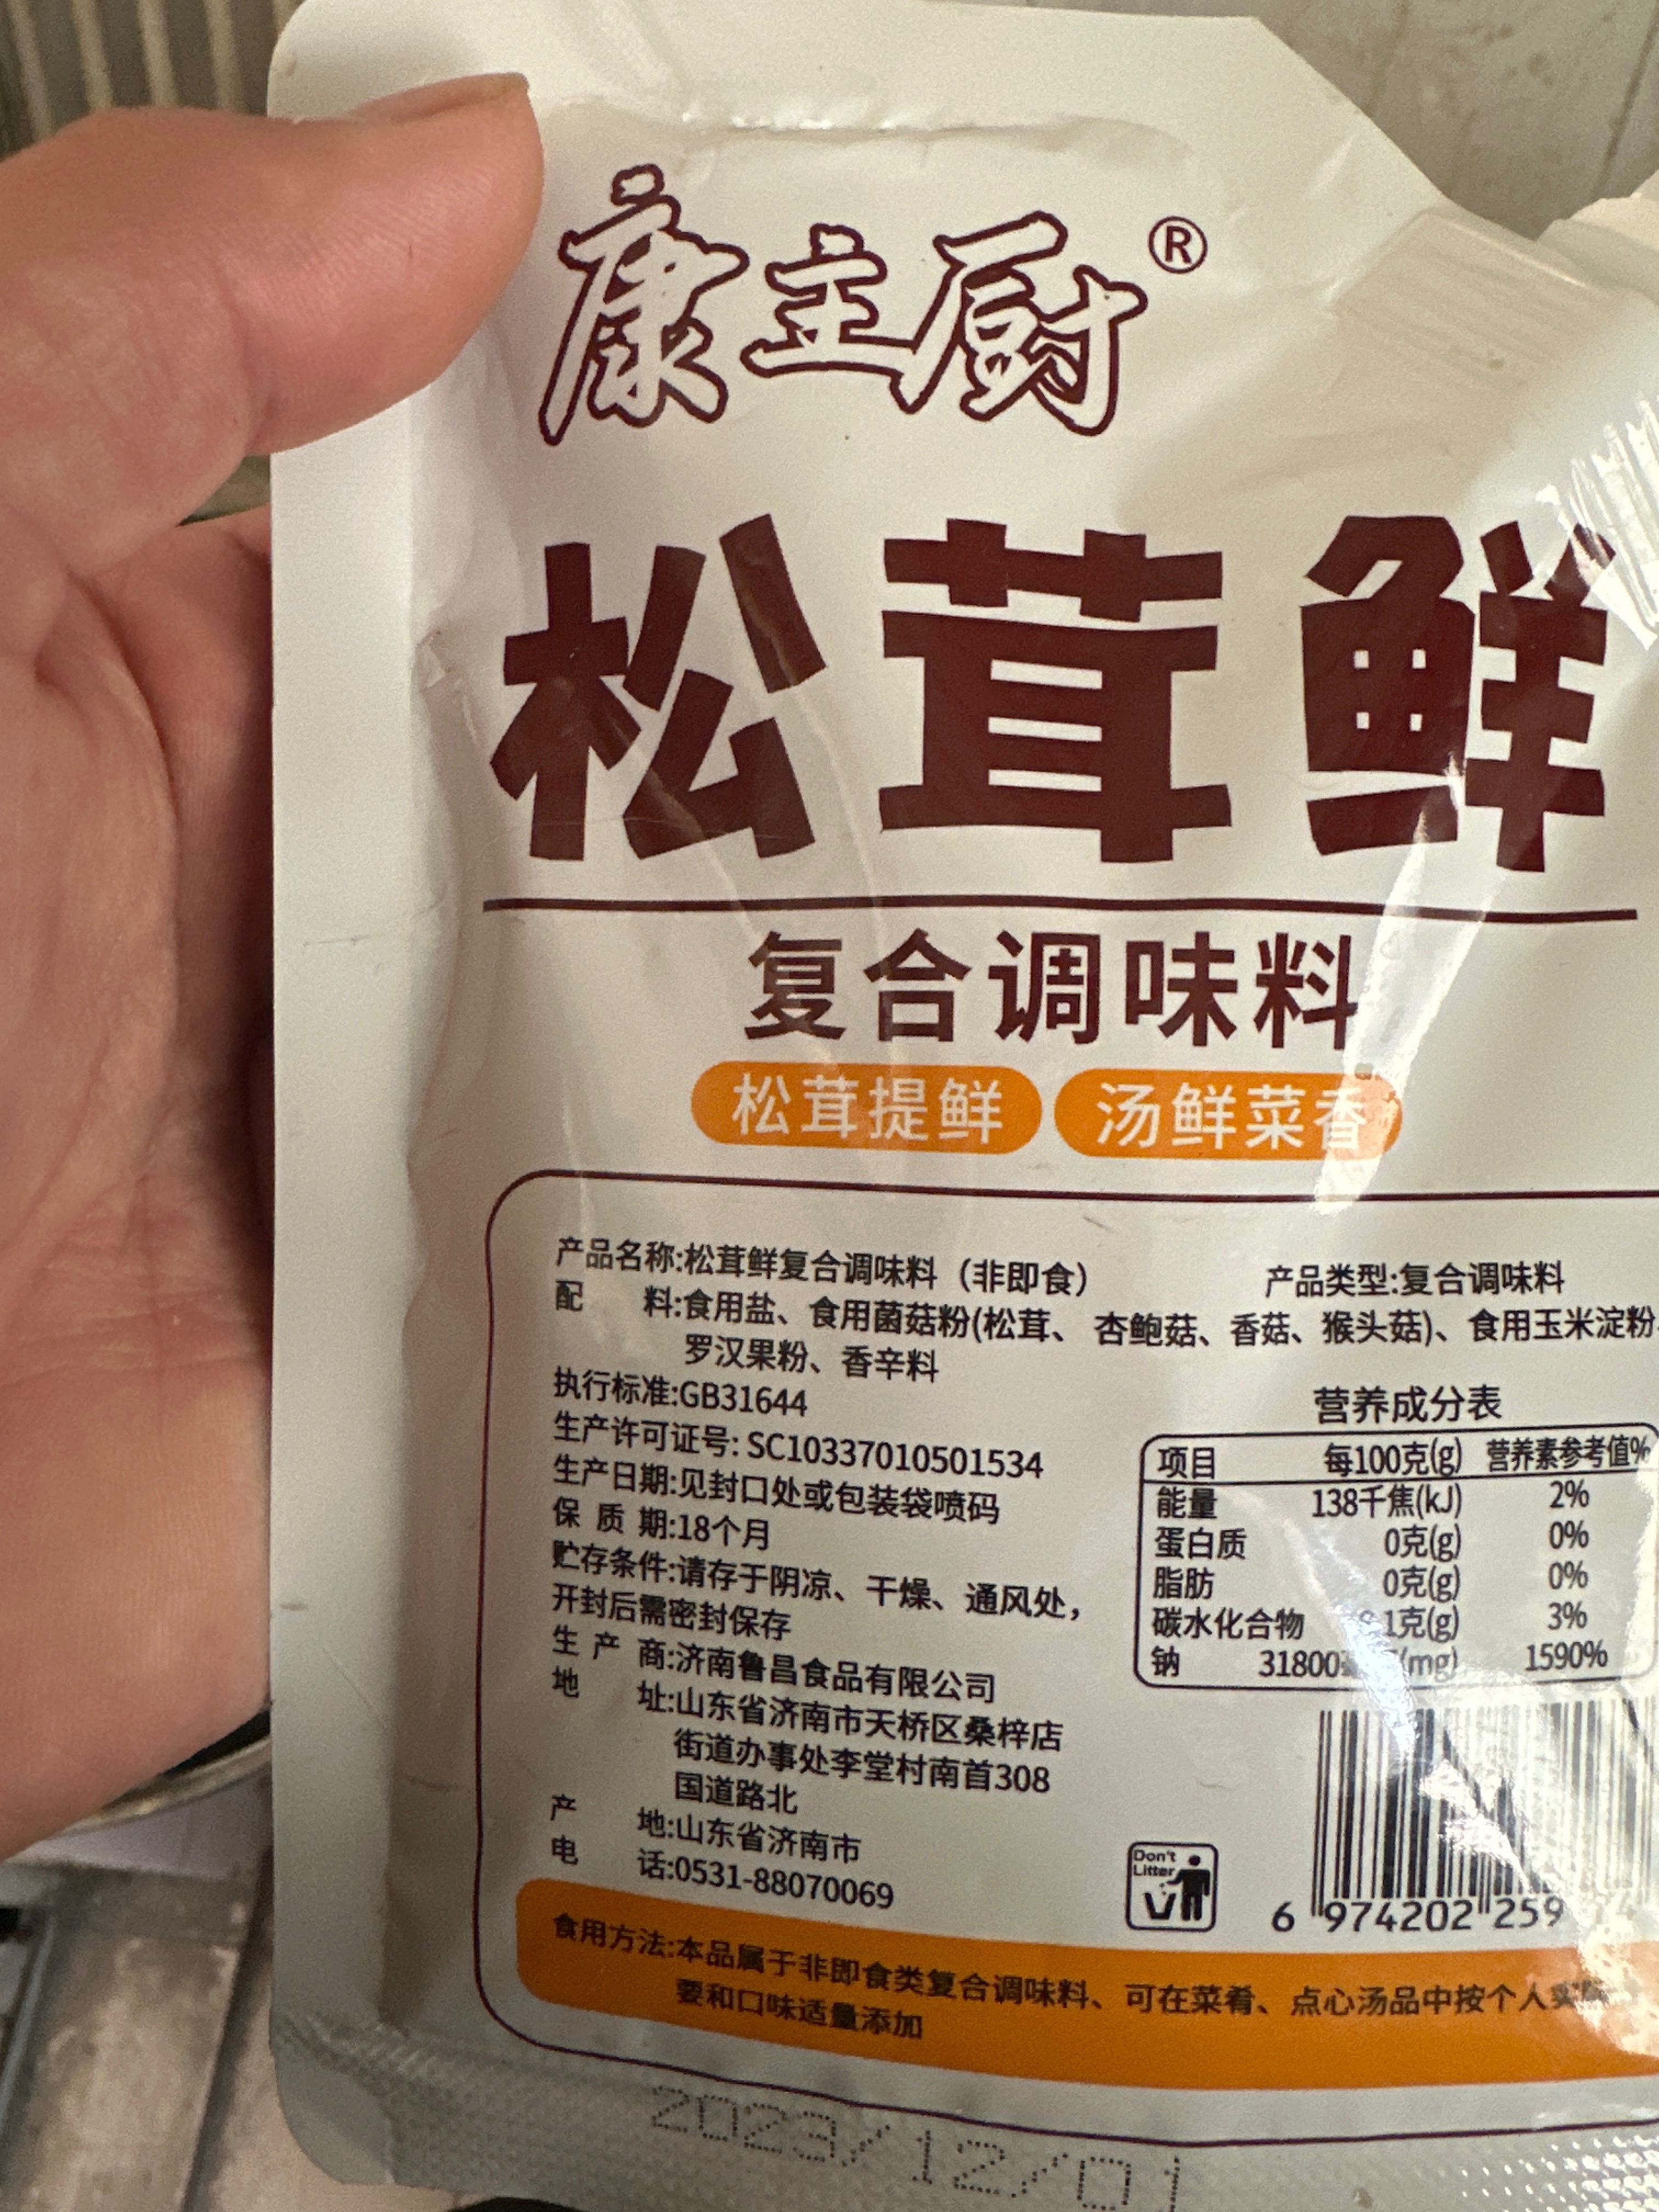 康主厨®
松茸鲜
复合调味料
松茸提鲜 汤鲜菜香
产品名称:松茸鲜复合调味料（非即食） 产品类型:复合调味料
配 料:食用盐、食用菌菇粉(松茸、杏鲍菇、香菇、猴头菇)、食用玉米淀粉、
罗汉果粉、香辛料
执行标准:GB31644
生产许可证号: SC10337010501534
生产日期:见封口处或包装袋喷码
保 质 期:18个月
贮存条件:请存于阴凉、干燥、通风处，
开封后需密封保存
生 产 商:济南鲁昌食品有限公司
地 址:山东省济南市天桥区桑梓店
街道办事处李堂村南首308
国道路北
产 地:山东省济南市
电 话:0531-88070069
营养成分表
项目 每100克(g) 营养素参考值%
能量 138千焦(kJ) 2%
蛋白质 0克(g) 0%
脂肪 0克(g) 0%
碳水化合物 1克(g) 3%
钠 31800 (mg) 1590%
Don't
Litter
6 974202 259
食用方法:本品属于非即食类复合调味料、可在菜肴、点心汤品中按个人实际
要和口味适量添加
2023/12/01